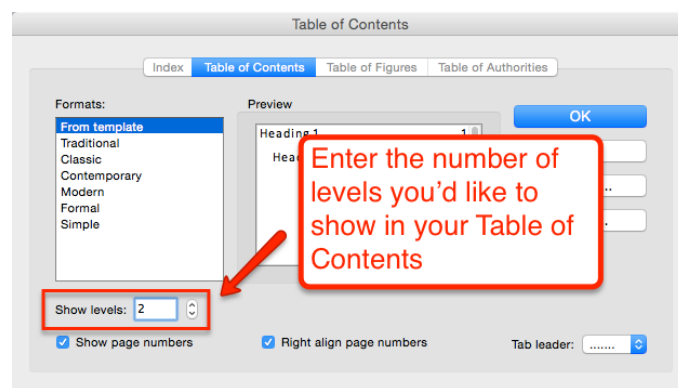 Table of Contents
Index Table of Contents Table of Figures Table of Authorities
Formats:
Preview
From template
Traditional
Classic
Contemporary
Modern
Formal
Simple
Heading 1 1
OK
Enter the number of
levels you'd like to
show in your Table of
Contents
Show levels: 2
Show page numbers
Right align page numbers
Tab leader: .......